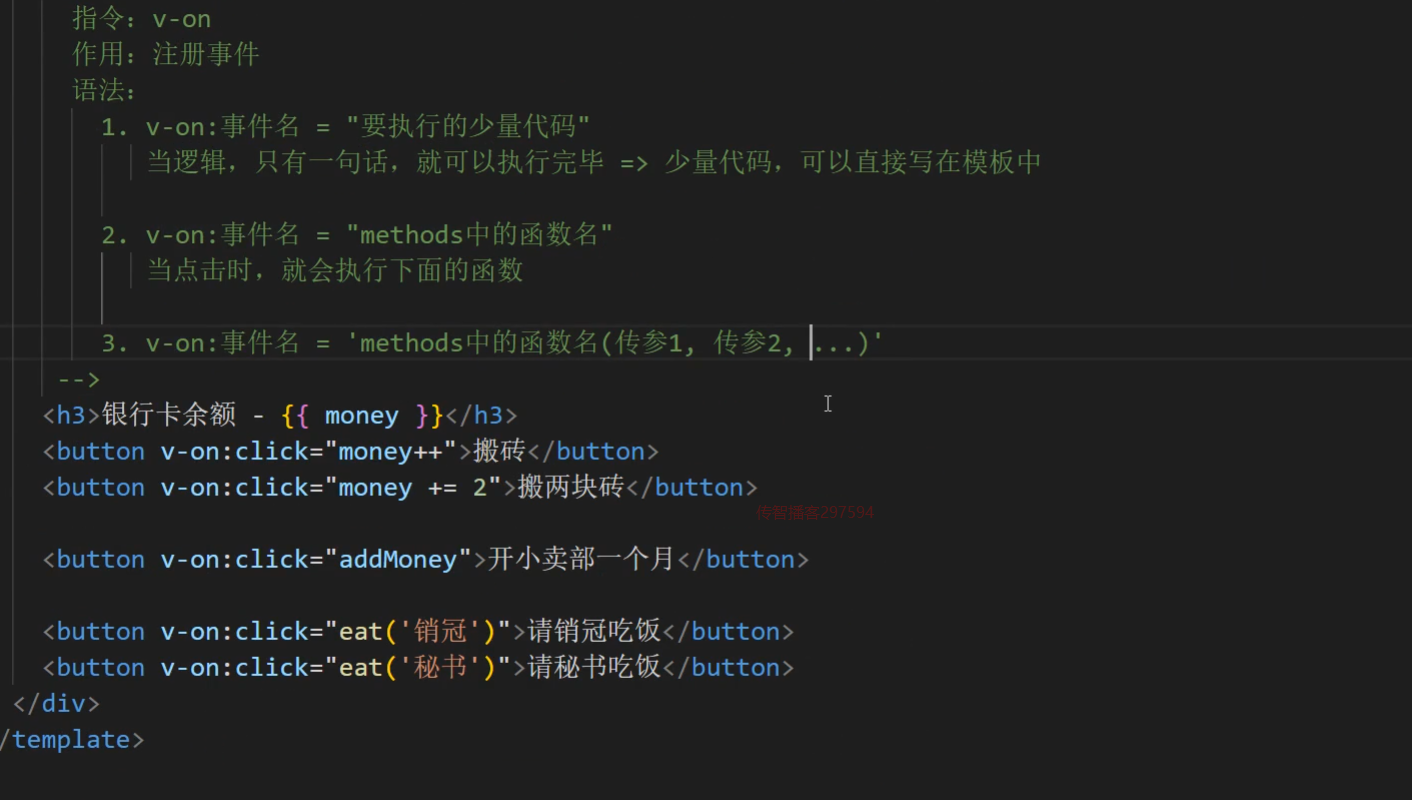 指令：v-on
作用：注册事件
语法：
1. v-on:事件名 = "要执行的少量代码"
当逻辑，只有一句话，就可以执行完毕 => 少量代码，可以直接写在模板中
2. v-on:事件名 = "methods中的函数名"
当点击时，就会执行下面的函数
3. v-on:事件名 = 'methods中的函数名(传参1, 传参2, ...)'
-->
<h3>银行卡余额 - {{ money }}</h3>
<button v-on:click="money++">搬砖</button>
<button v-on:click="money += 2">搬两块砖</button>
传智播客297594
<button v-on:click="addMoney">开小卖部一个月</button>
<button v-on:click="eat('销冠')">请销冠吃饭</button>
<button v-on:click="eat('秘书')">请秘书吃饭</button>
</div>
/template>